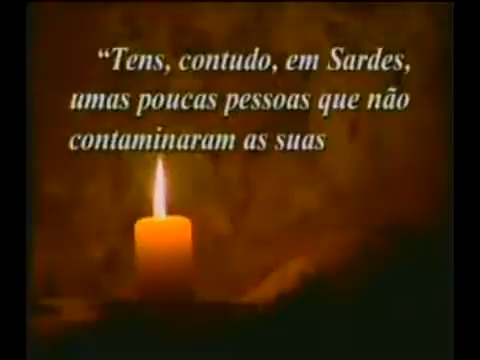 “Tens, contudo, em Sardes,
umas poucas pessoas que não
contaminaram as suas